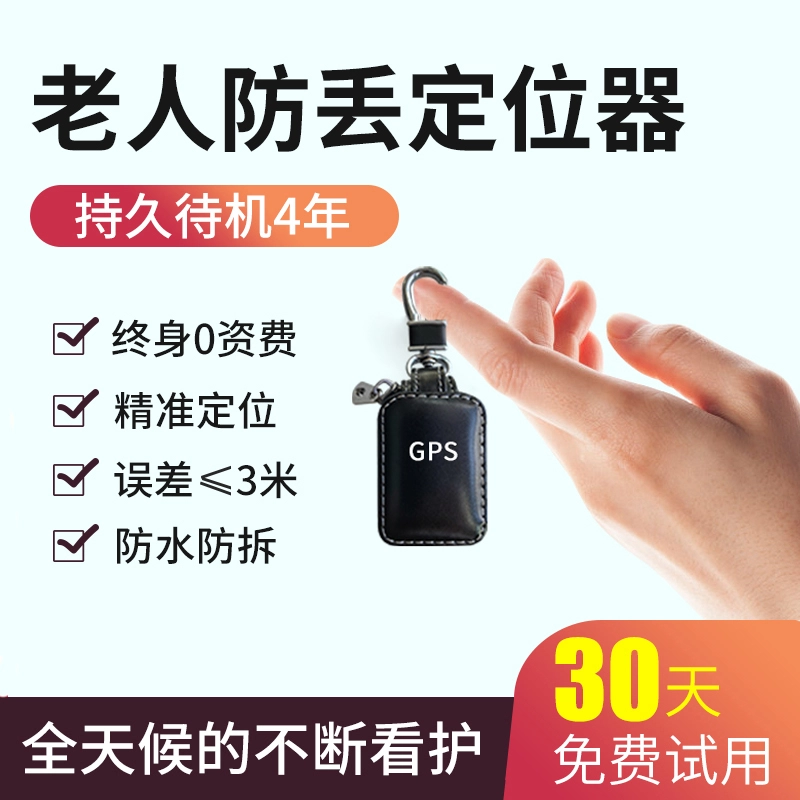 老人防丢定位器
持久待机4年
终身0资费
精准定位
误差≤3米
防水防拆
GPS
全天候的不断看护
30天
免费试用